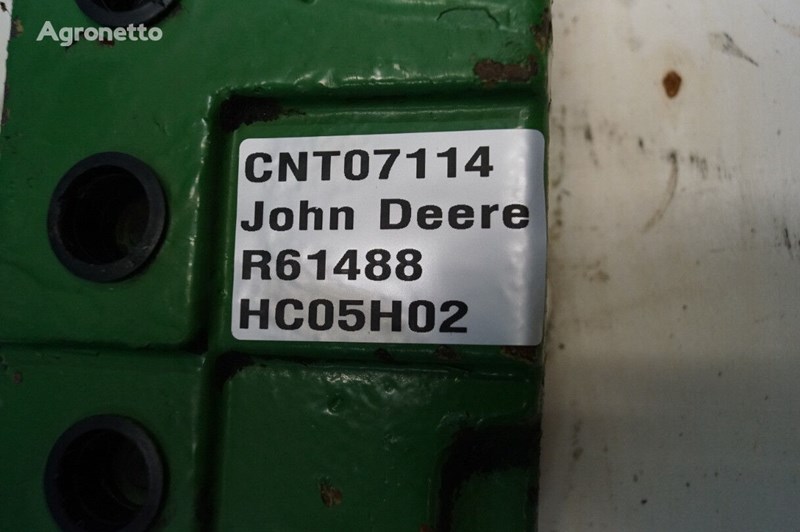 Agronetto
CNT07114
John Deere
R61488
HC05H02